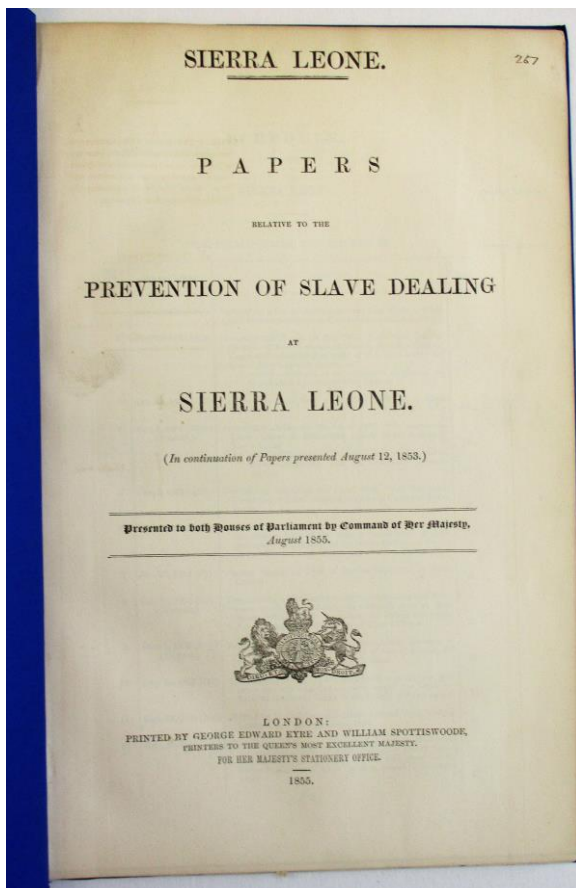 SIERRA LEONE.
267
PAPERS
RELATIVE TO THE
PREVENTION OF SLAVE DEALING
AT
SIERRA LEONE.
(In continuation of Papers presented August 12, 1853.)
Presented to both Houses of Parliament by Command of Her Majesty,
August 1855.
LONDON:
PRINTED BY GEORGE EDWARD EYRE AND WILLIAM SPOTTISWOODE,
PRINTERS TO THE QUEEN'S MOST EXCELLENT MAJESTY.
FOR HER MAJESTY'S STATIONERY OFFICE.
1855.